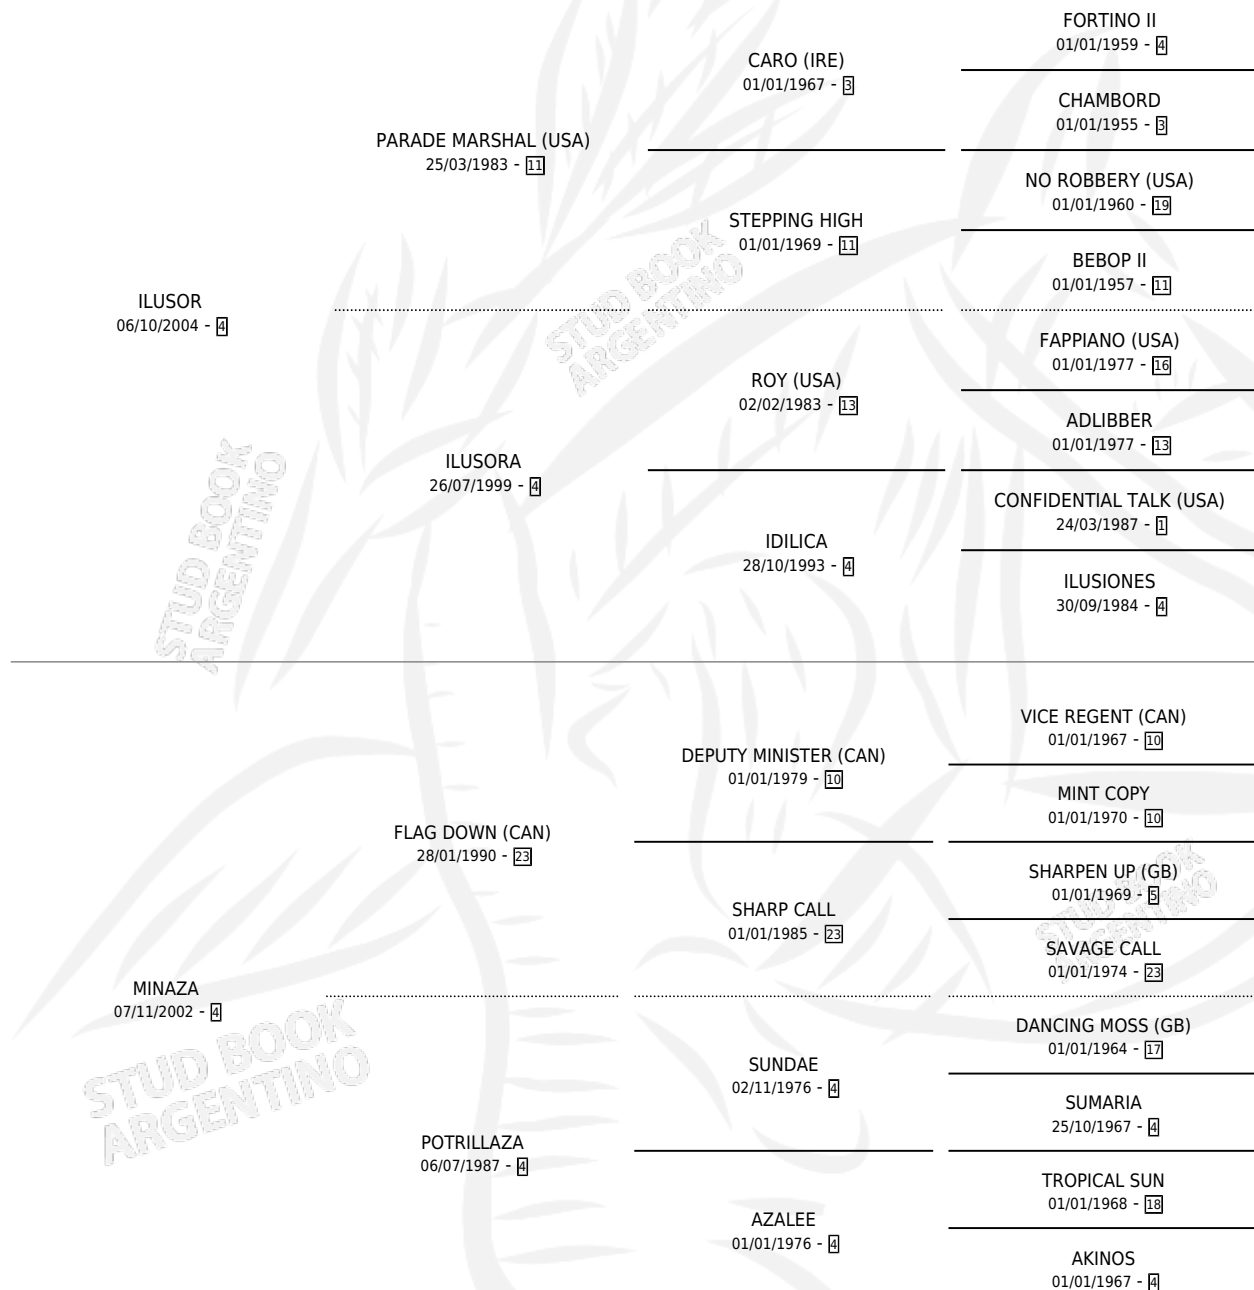 FORTINO II
01/01/1959 - 4
CARO (IRE)
01/01/1967 - 3
CHAMBORD
01/01/1955 - 3
PARADE MARSHAL (USA)
25/03/1983 - 11
NO ROBBERY (USA)
01/01/1960 - 19
STEPPING HIGH
01/01/1969 - 11
BEBOP II
01/01/1957 - 11
ILUSOR
06/10/2004 - 4
FAPPIANO (USA)
01/01/1977 - 16
ROY (USA)
02/02/1983 - 13
ADLIBBER
01/01/1977 - 13
ILUSORA
26/07/1999 - 4
CONFIDENTIAL TALK (USA)
24/03/1987 - 1
IDILICA
28/10/1993 - 4
ILUSIONES
30/09/1984 - 4
STUD BOOK
ARGENTINO
STUD BOOK
ARGENTINO
VICE REGENT (CAN)
01/01/1967 - 10
DEPUTY MINISTER (CAN)
01/01/1979 - 10
MINT COPY
01/01/1970 - 10
FLAG DOWN (CAN)
28/01/1990 - 23
SHARPEN UP (GB)
01/01/1969 - 5
SHARP CALL
01/01/1985 - 23
SAVAGE CALL
01/01/1974 - 23
MINAZA
07/11/2002 - 4
DANCING MOSS (GB)
01/01/1964 - 17
SUNDAE
02/11/1976 - 4
SUMARIA
25/10/1967 - 4
POTRILLAZA
06/07/1987 - 4
TROPICAL SUN
01/01/1968 - 18
AZALEE
01/01/1976 - 4
AKINOS
01/01/1967 - 4
STUD BOOK
ARGENTINO
STUD BOOK
ARGENTINO